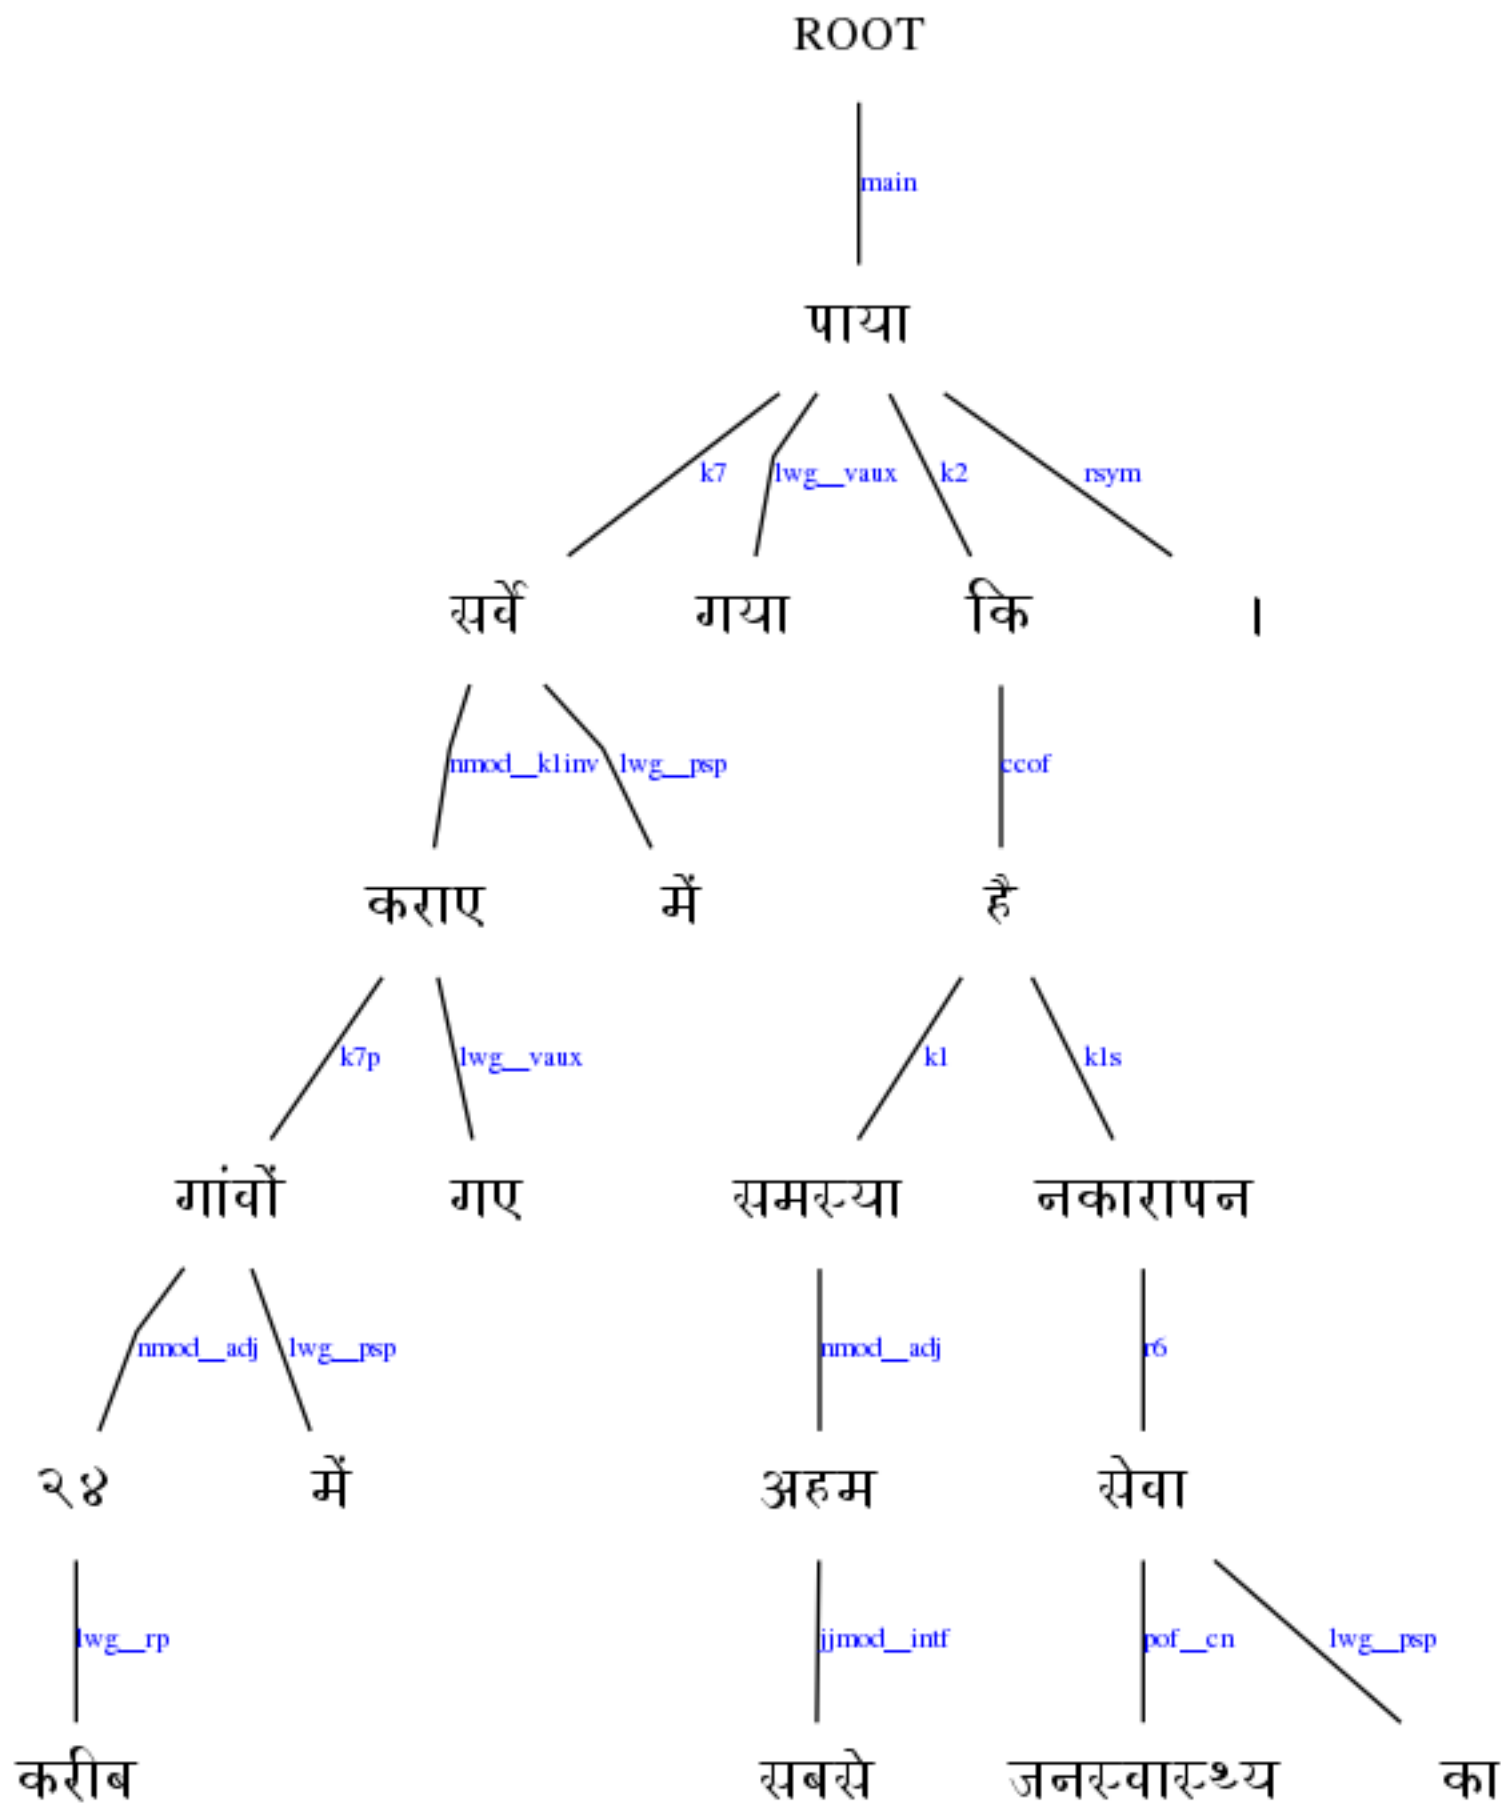 ROOT
main
पाया
k7 lwg__vaux k2 rsym
सर्वे गया कि ।
nmod__k1inv lwg__psp ccof
कराए में है
k7p lwg__vaux k1 k1s
गांवों गए समस्या नकारापन
nmod__adj lwg__psp nmod__adj r6
२४ में अहम सेवा
lwg__rp jjmod__intf pof__cn lwg__psp
करीब सबसे जनस्वास्थ्य का